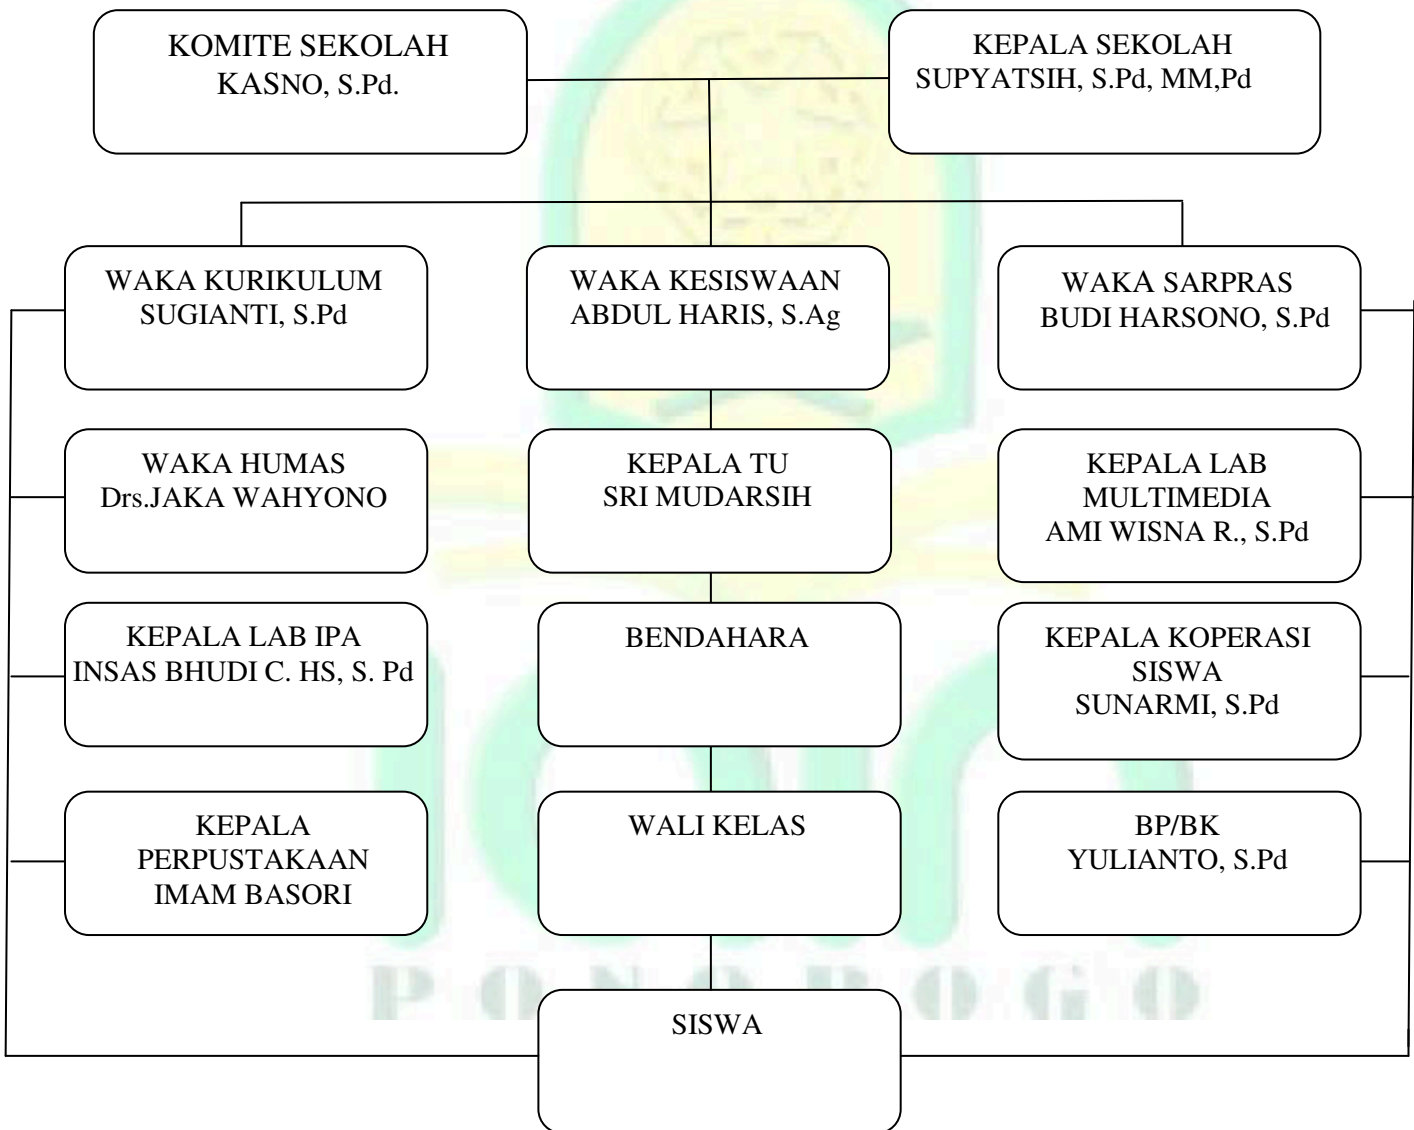 KOMITE SEKOLAH
KASNO, S.Pd.
KEPALA SEKOLAH
SUPYATSIH, S.Pd, MM,Pd
WAKA KURIKULUM
SUGIANTI, S.Pd
WAKA KESISWAAN
ABDUL HARIS, S.Ag
WAKA SARPRAS
BUDI HARSONO, S.Pd
WAKA HUMAS
Drs.JAKA WAHYONO
KEPALA TU
SRI MUDARSIH
KEPALA LAB
MULTIMEDIA
AMI WISNA R., S.Pd
KEPALA LAB IPA
INSAS BHUDI C. HS, S. Pd
BENDAHARA
KEPALA KOPERASI
SISWA
SUNARMI, S.Pd
KEPALA
PERPUSTAKAAN
IMAM BASORI
WALI KELAS
BP/BK
YULIANTO, S.Pd
iain
PONOROGO
SISWA